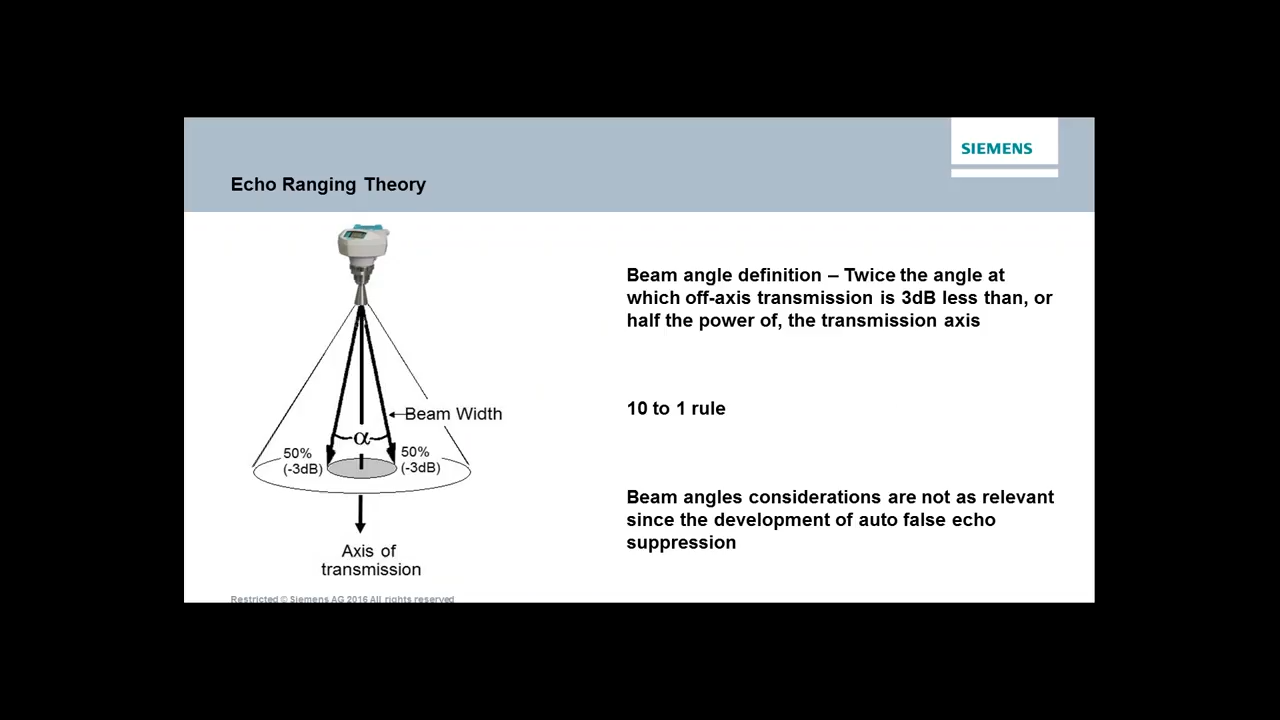 SIEMENS
Echo Ranging Theory
Beam angle definition – Twice the angle at
which off-axis transmission is 3dB less than, or
half the power of, the transmission axis
10 to 1 rule
Beam Width
α
50%
(-3dB)
50%
(-3dB)
Beam angles considerations are not as relevant
since the development of auto false echo
suppression
Axis of
transmission
Restricted © Siemens AG 2016 All rights reserved